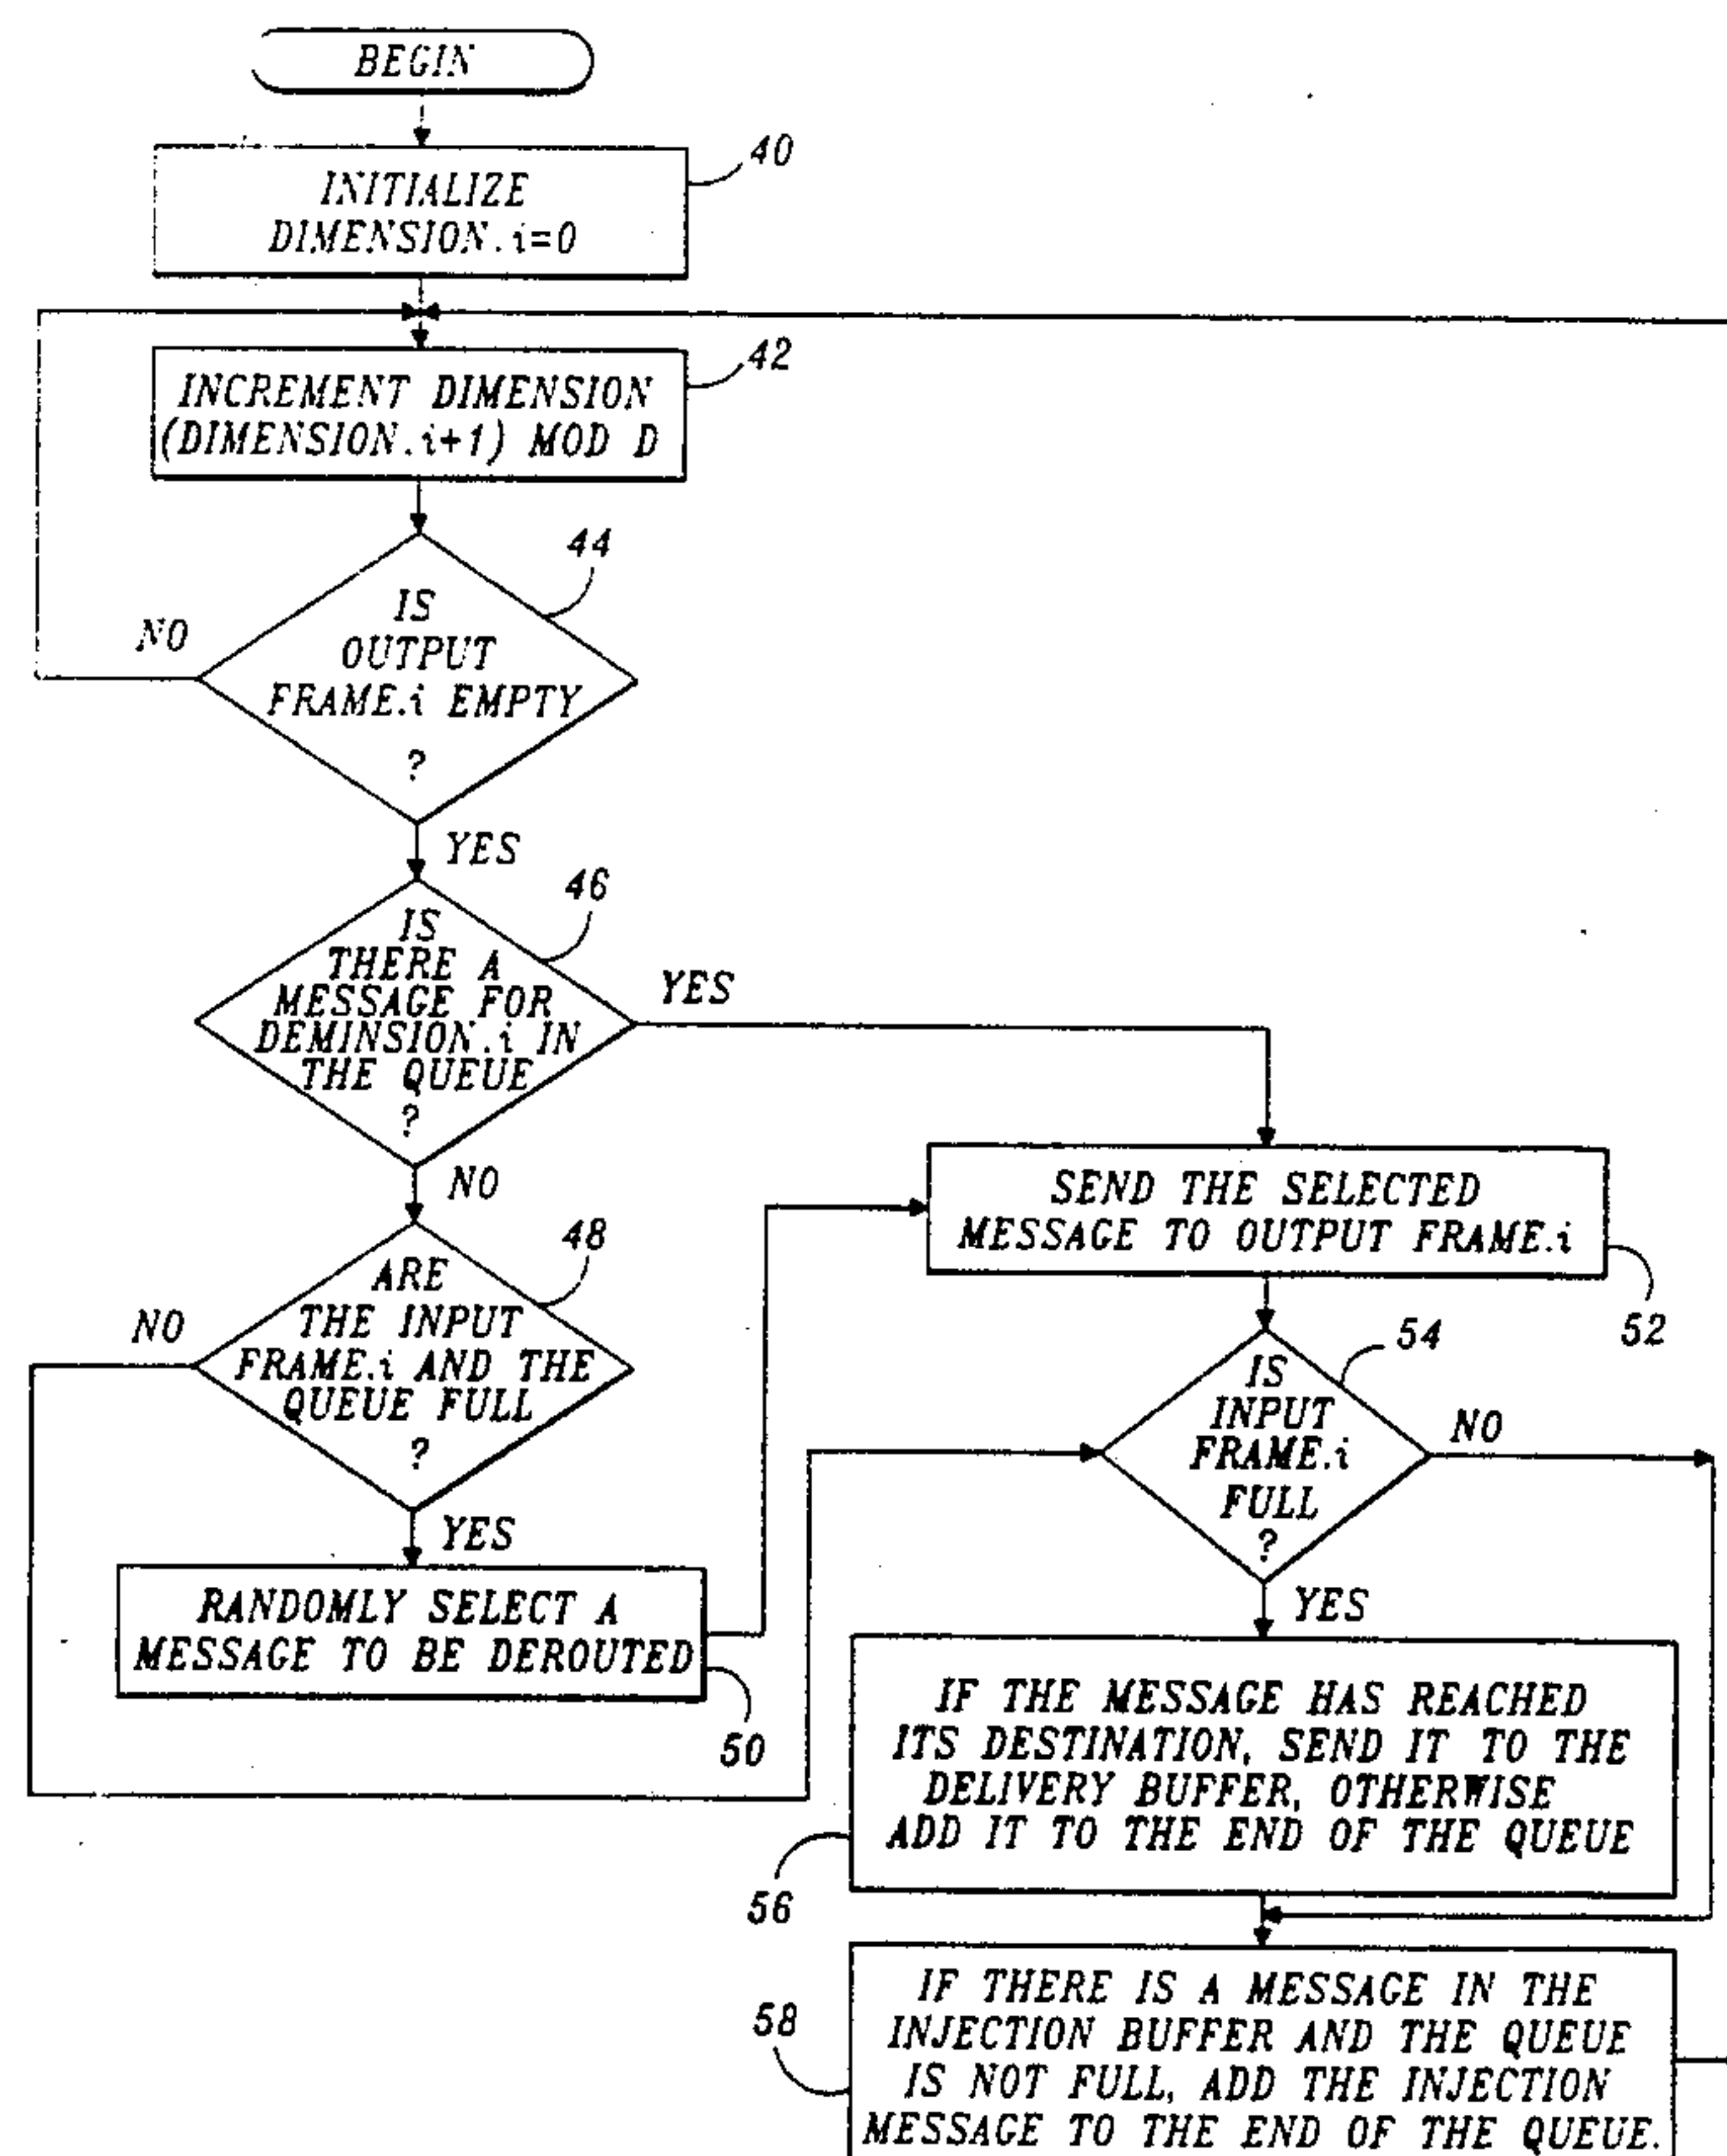 BEGIN
40
INITIALIZE
DIMENSION.i=0
42
INCREMENT DIMENSION
(DIMENSION.i+1) MOD D
44
IS
OUTPUT
FRAME.i EMPTY
?
NO
YES
46
IS
THERE A
MESSAGE FOR
DEMINSION.i IN
THE QUEUE
?
YES
NO
48
ARE
THE INPUT
FRAME.i AND THE
QUEUE FULL
?
NO
YES
RANDOMLY SELECT A
MESSAGE TO BE DEROUTED
50
SEND THE SELECTED
MESSAGE TO OUTPUT FRAME.i
52
54
IS
INPUT
FRAME.i
FULL
?
NO
YES
IF THE MESSAGE HAS REACHED
ITS DESTINATION, SEND IT TO THE
DELIVERY BUFFER, OTHERWISE
ADD IT TO THE END OF THE QUEUE
56
58
IF THERE IS A MESSAGE IN THE
INJECTION BUFFER AND THE QUEUE
IS NOT FULL, ADD THE INJECTION
MESSAGE TO THE END OF THE QUEUE.